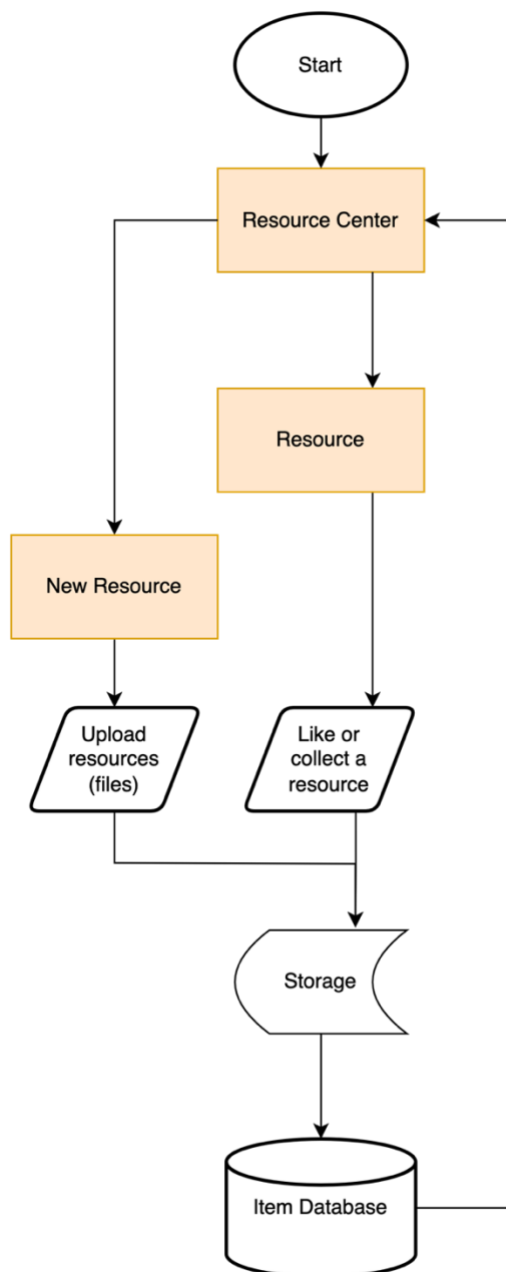 Start
Resource Center
Resource
New Resource
Upload
resources
(files)
Like or
collect a
resource
Storage
Item Database